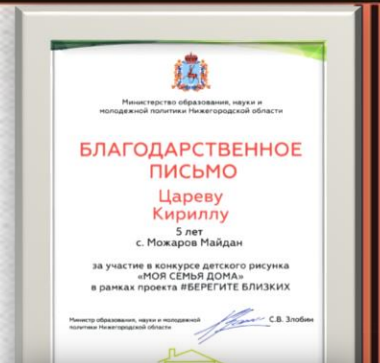 Министерство образования, науки и
молодежной политики Нижегородской области
БЛАГОДАРСТВЕННОЕ
ПИСЬМО
Цареву
Кириллу
5 лет
с. Можаров Майдан
за участие в конкурсе детского рисунка
«МОЯ СЕМЬЯ ДОМА»
в рамках проекта #БЕРЕГИТЕ БЛИЗКИХ
Министр образования, науки и молодежной
политики Нижегородской области
С.В. Злобин